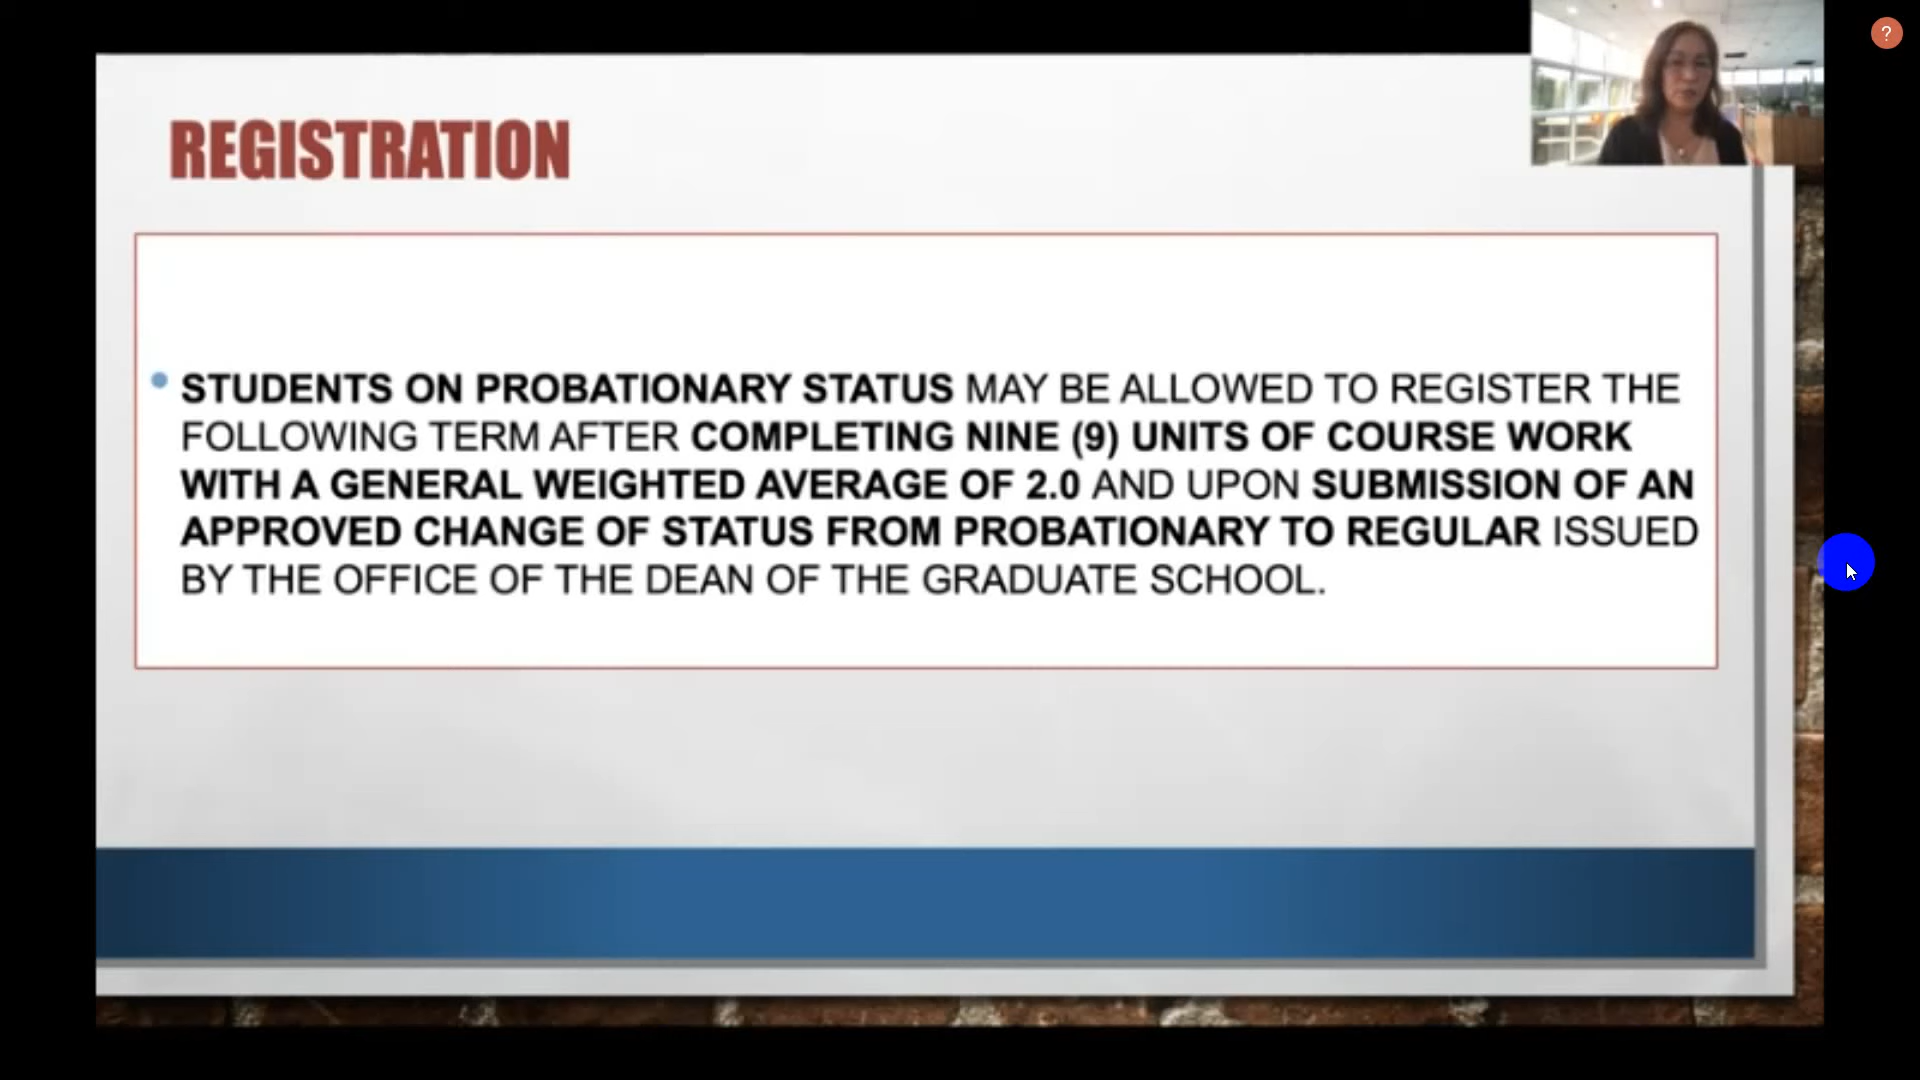 REGISTRATION
?
• STUDENTS ON PROBATIONARY STATUS MAY BE ALLOWED TO REGISTER THE
FOLLOWING TERM AFTER COMPLETING NINE (9) UNITS OF COURSE WORK
WITH A GENERAL WEIGHTED AVERAGE OF 2.0 AND UPON SUBMISSION OF AN
APPROVED CHANGE OF STATUS FROM PROBATIONARY TO REGULAR ISSUED
BY THE OFFICE OF THE DEAN OF THE GRADUATE SCHOOL.